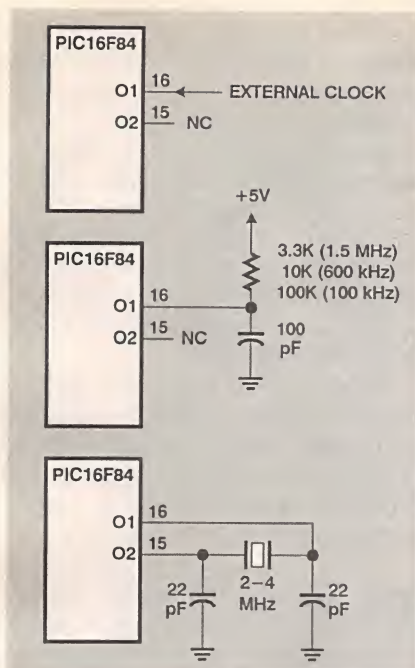 PIC16F84
O1 16 EXTERNAL CLOCK
O2 15 NC
+5V
PIC16F84
3.3K (1.5 MHz)
10K (600 kHz)
100K (100 kHz)
O1 16
O2 15 NC
100
pF
PIC16F84
O1 16
O2 15
22
pF
2–4
MHz
22
pF